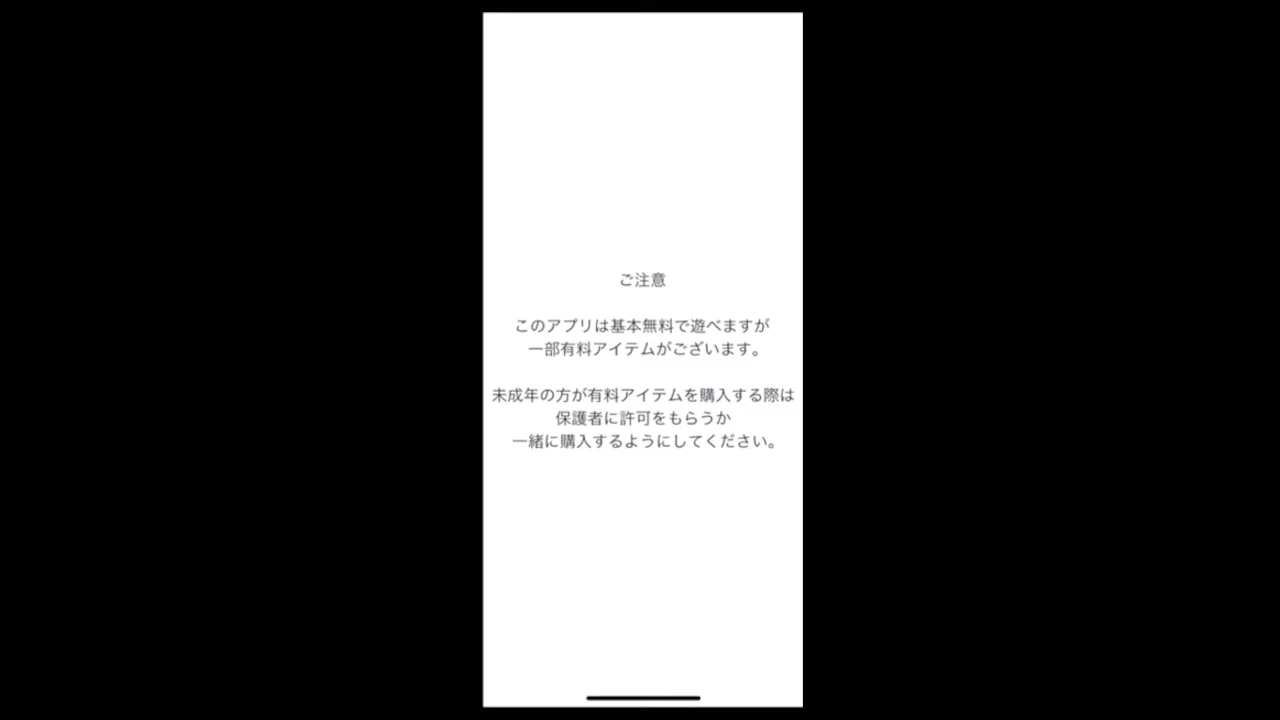 ご注意
このアプリは基本無料で遊べますが
一部有料アイテムがございます。
未成年の方が有料アイテムを購入する際は
保護者に許可をもらうか
一緒に購入するようにしてください。